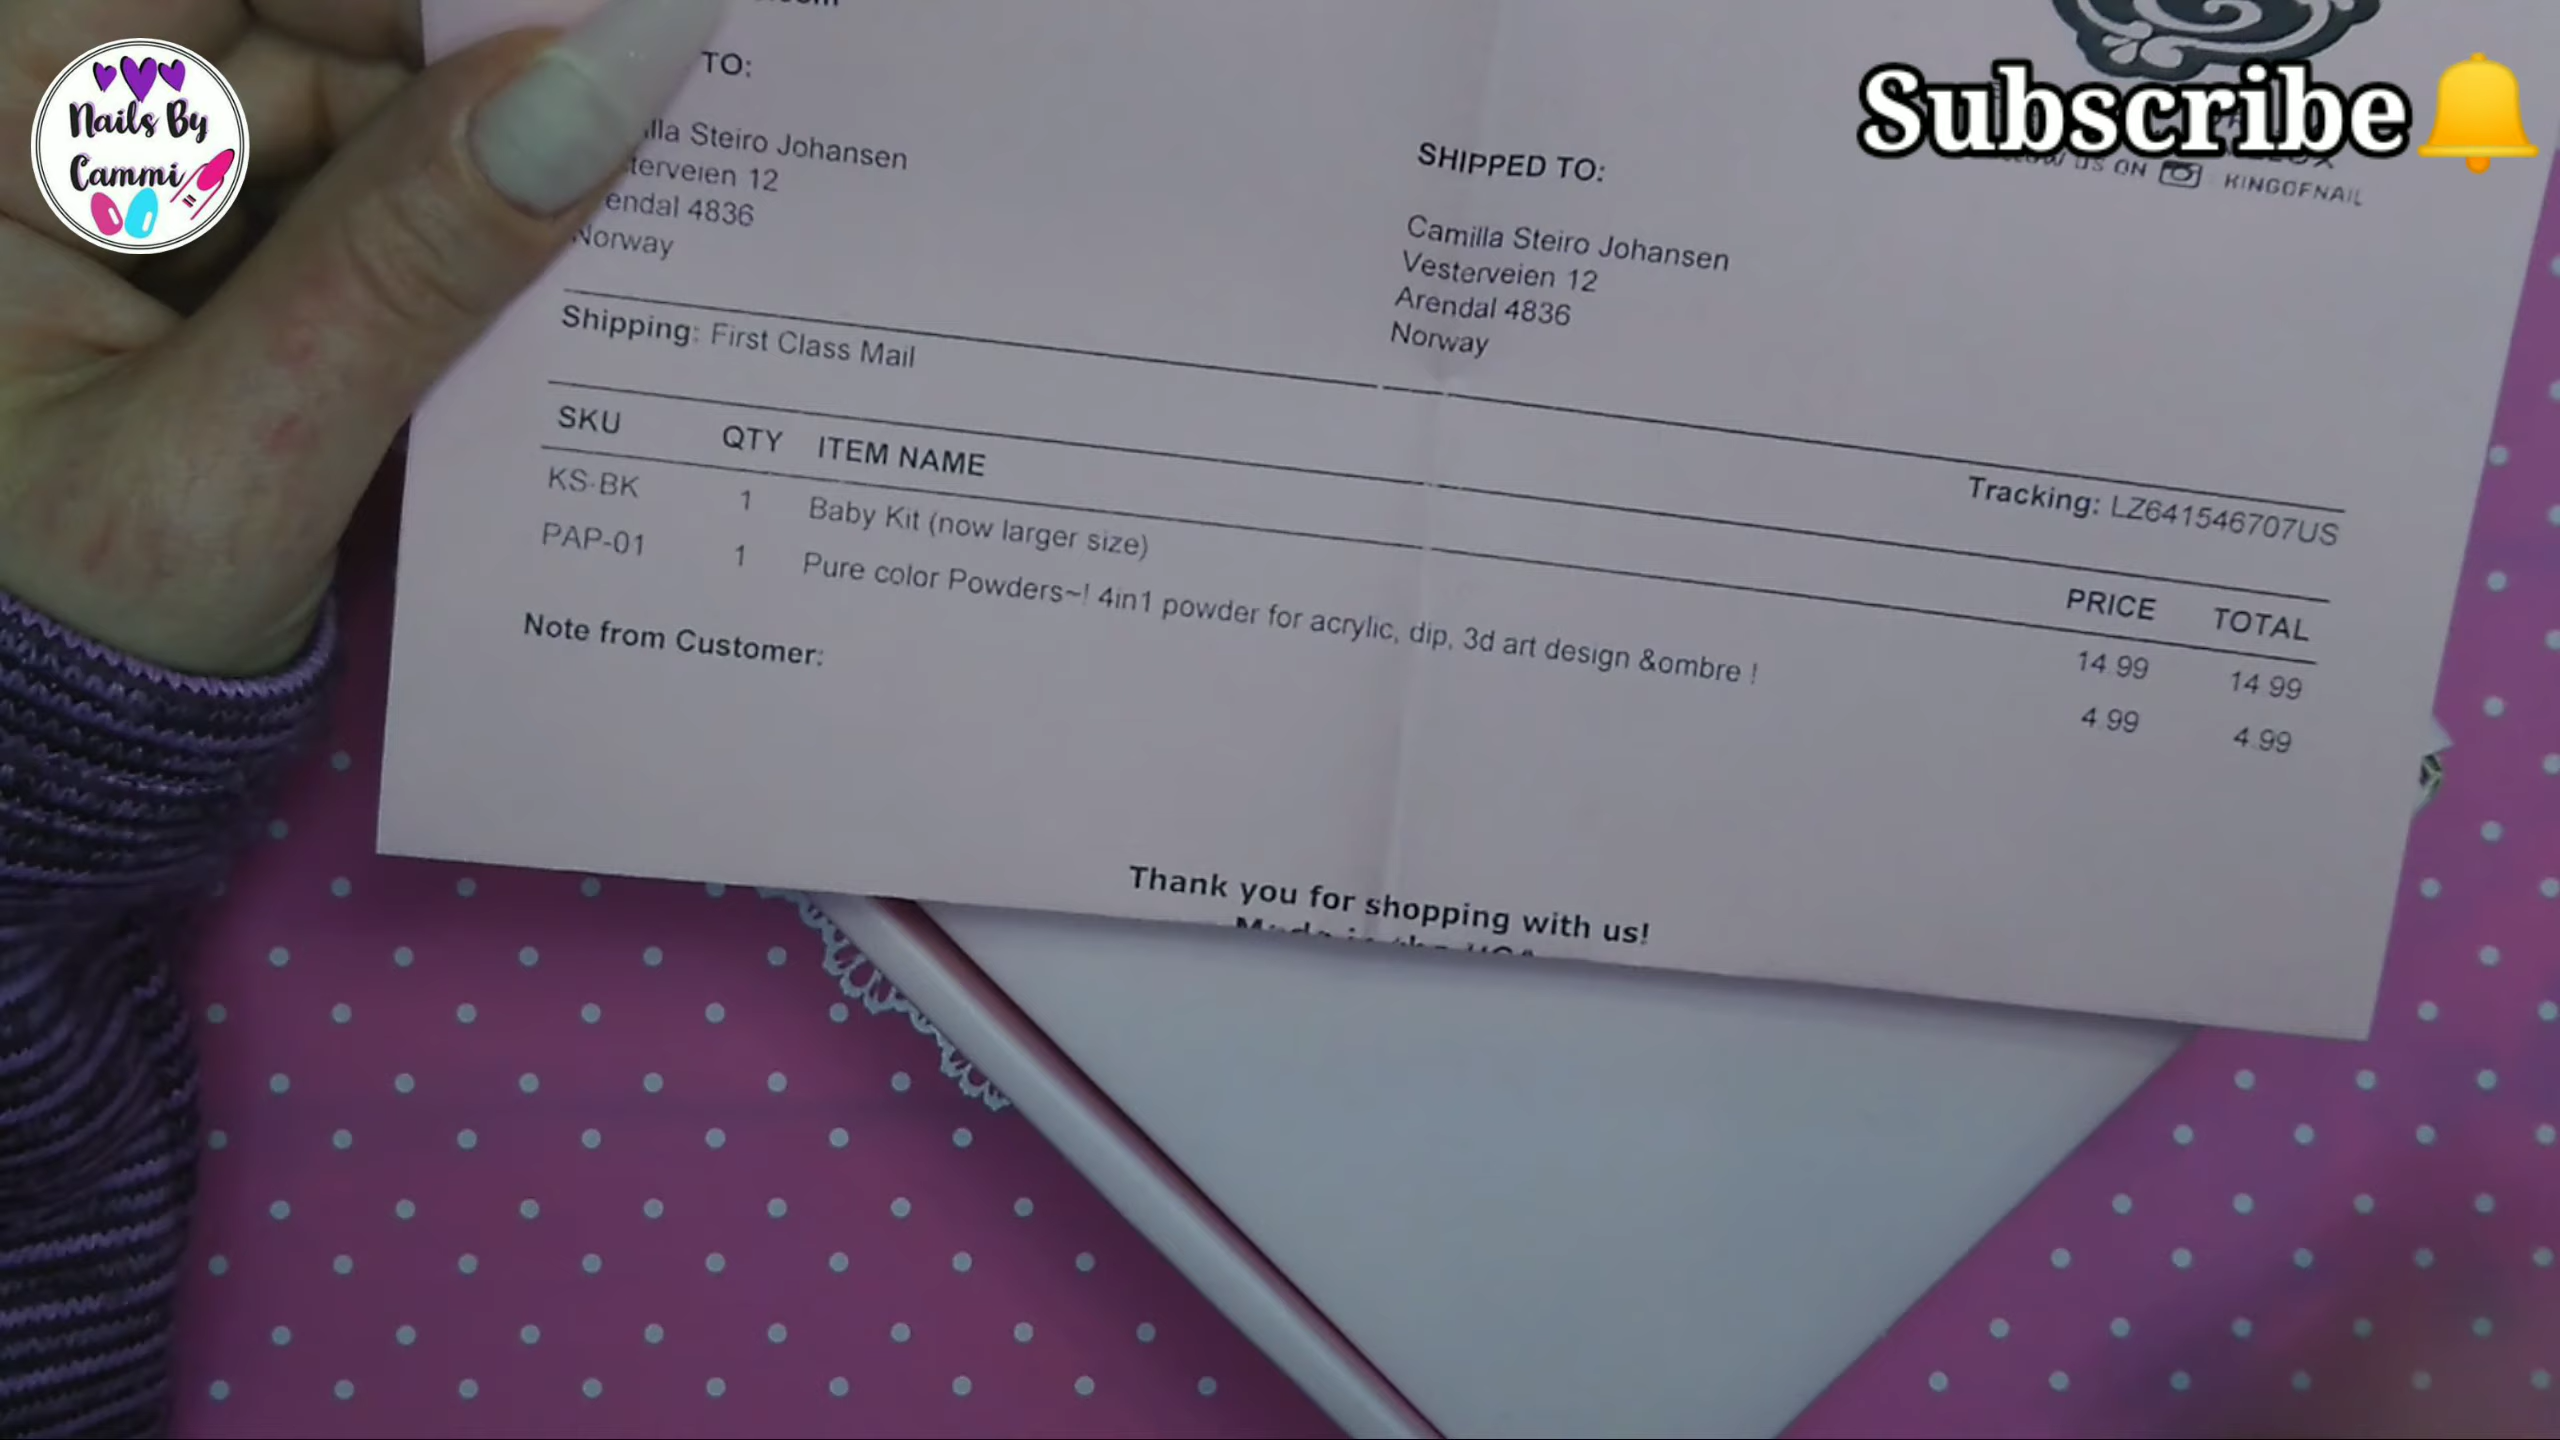 Nails By
Cammi
Subscribe
TO:
Steiro Johansen
12
4836
Norway
SHIPPED TO:
Camilla Steiro Johansen
Vesterveien 12
Arendal 4836
Norway
US ON KINGOFNAIL
Shipping: First Class Mail
Tracking: LZ641546707US
SKU QTY ITEM NAME PRICE TOTAL
KS-BK 1 Baby Kit (now larger size) 14.99 14.99
PAP-01 1 Pure color Powders~! 4in1 powder for acrylic, dip, 3d art design &ombre ! 4.99 4.99
Note from Customer:
Thank you for shopping with us!